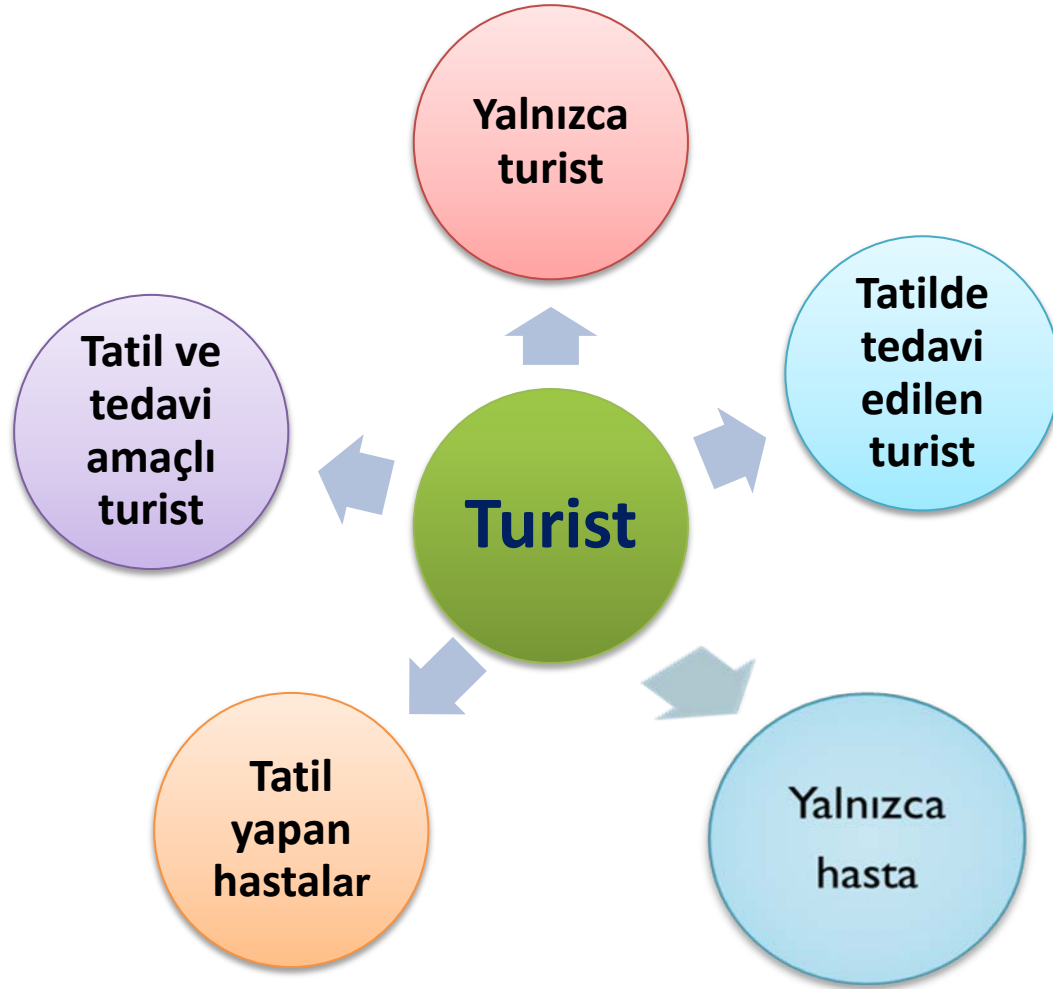 Yalnızca
turist
Tatilde
tedavi
edilen
turist
Tatil ve
tedavi
amaçlı
turist
Turist
Tatil
yapan
hastalar
Yalnızca
hasta